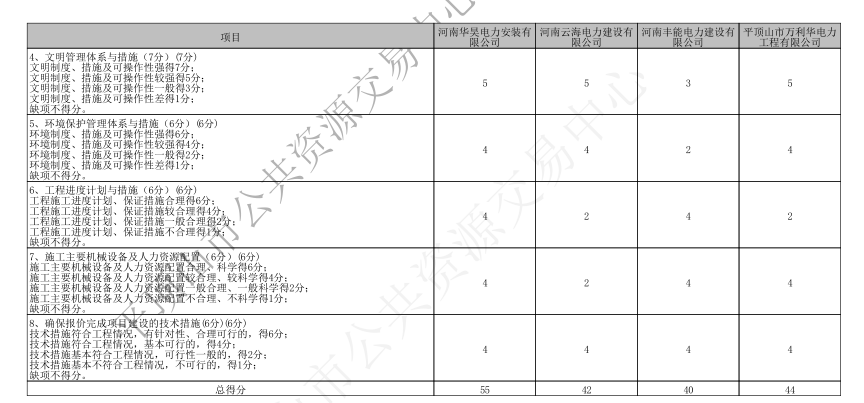 项目 河南华昊电力安装有限公司 河南云海电力建设有限公司 河南丰能电力建设有限公司 平顶山市万利华电力工程有限公司
4、文明管理体系与措施（7分）(7分)
文明制度、措施及可操作性强得7分；
文明制度、措施及可操作性较强得5分；
文明制度、措施及可操作性一般得3分；
文明制度、措施及可操作性差得1分；
缺项不得分。
5 5 3 5
5、环境保护管理体系与措施（6分）(6分)
环境制度、措施及可操作性强得6分；
环境制度、措施及可操作性较强得4分；
环境制度、措施及可操作性一般得2分；
环境制度、措施及可操作性差得1分；
缺项不得分。
4 4 2 4
6、工程进度计划与措施（6分）(6分)
工程施工进度计划、保证措施合理得6分；
工程施工进度计划、保证措施较合理得4分；
工程施工进度计划、保证措施一般合理得2分；
工程施工进度计划、保证措施不合理得1分；
缺项不得分。
4 2 4 2
7、施工主要机械设备及人力资源配置（6分）(6分)
施工主要机械设备及人力资源配置合理、科学得6分；
施工主要机械设备及人力资源配置较合理、较科学得4分；
施工主要机械设备及人力资源配置一般合理、一般科学得2分；
施工主要机械设备及人力资源配置不合理、不科学得1分；
缺项不得分。
4 2 4 4
8、确保报价完成项目建设的技术措施(6分)(6分)
技术措施符合工程情况，有针对性、合理可行的，得6分；
技术措施符合工程情况，基本可行的，得4分；
技术措施基本符合工程情况，可行性一般的，得2分；
技术措施基本不符合工程情况，不可行的，得1分；
缺项不得分。
4 4 4 4
总得分 55 42 40 44
平顶山市公共资源交易中心
山市公共资源交易中心